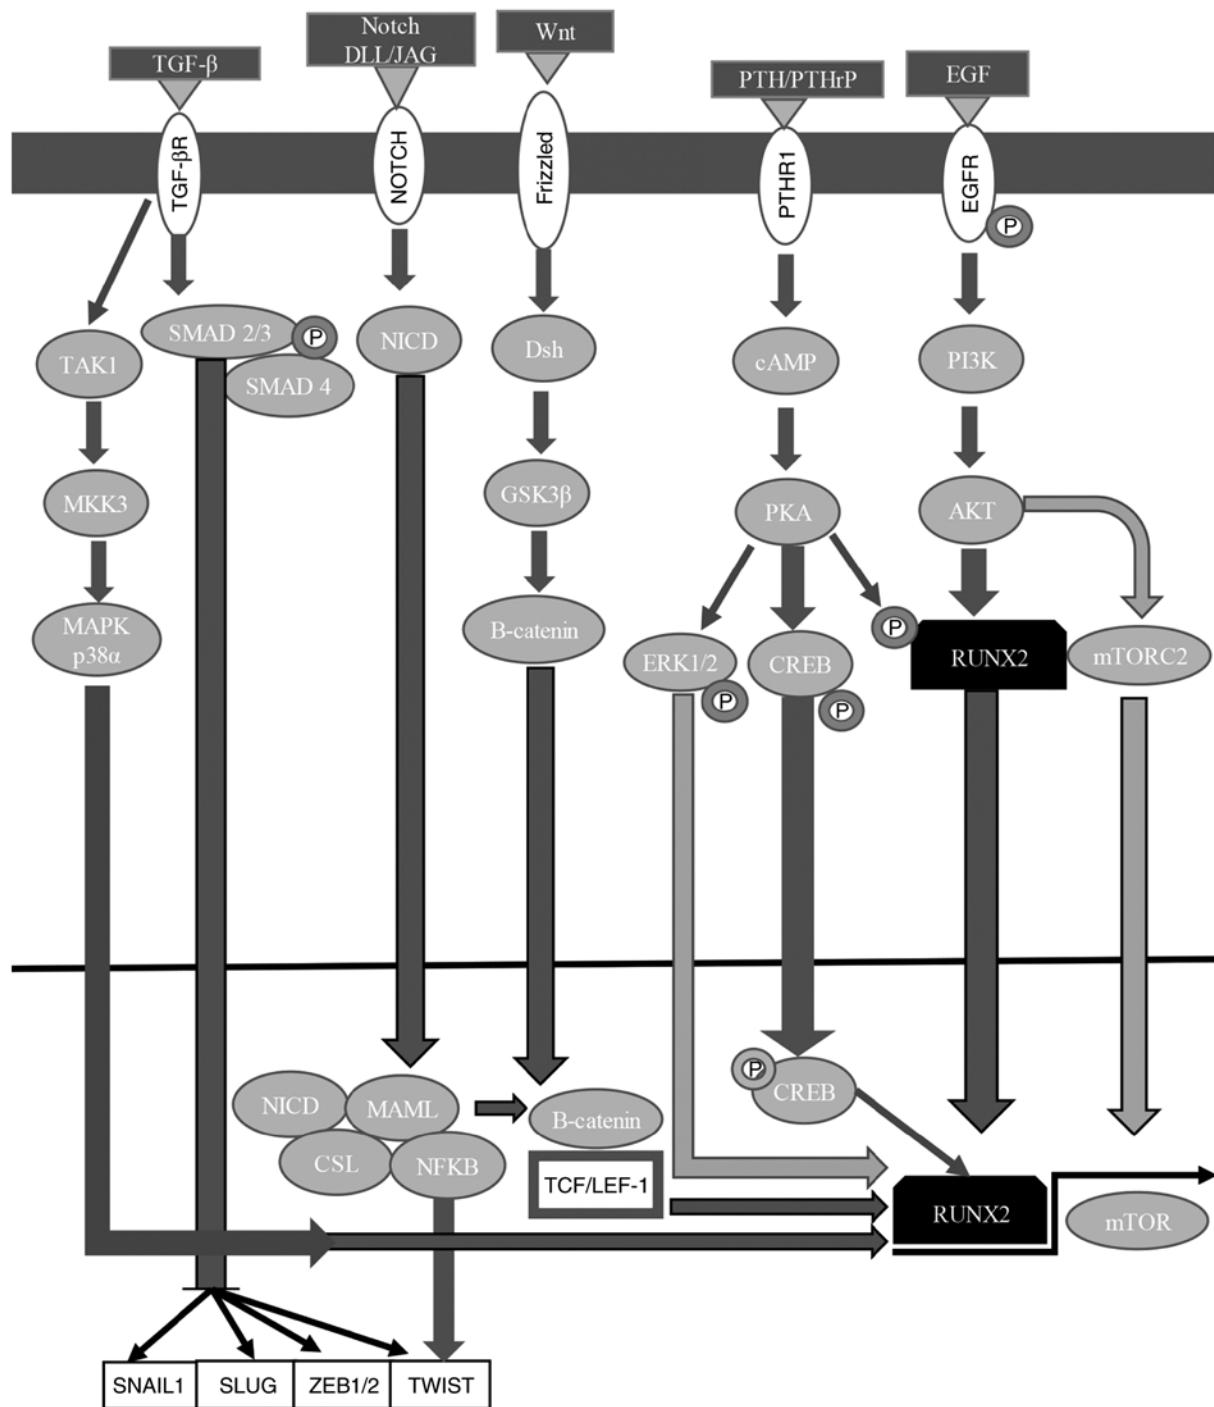 Notch
DLL/JAG
Wnt
TGF-β
PTH/PTHrP
EGF
TGF-βR
NOTCH
Frizzled
PTHR1
EGFR
P
SMAD 2/3
P
NICD
Dsh
cAMP
PI3K
TAK1
SMAD 4
MKK3
GSK3β
PKA
AKT
MAPK
p38α
B-catenin
P
ERK1/2
CREB
RUNX2
mTORC2
P
P
P
CREB
NICD
MAML
B-catenin
CSL
NFKB
TCF/LEF-1
RUNX2
mTOR
SNAIL1
SLUG
ZEB1/2
TWIST